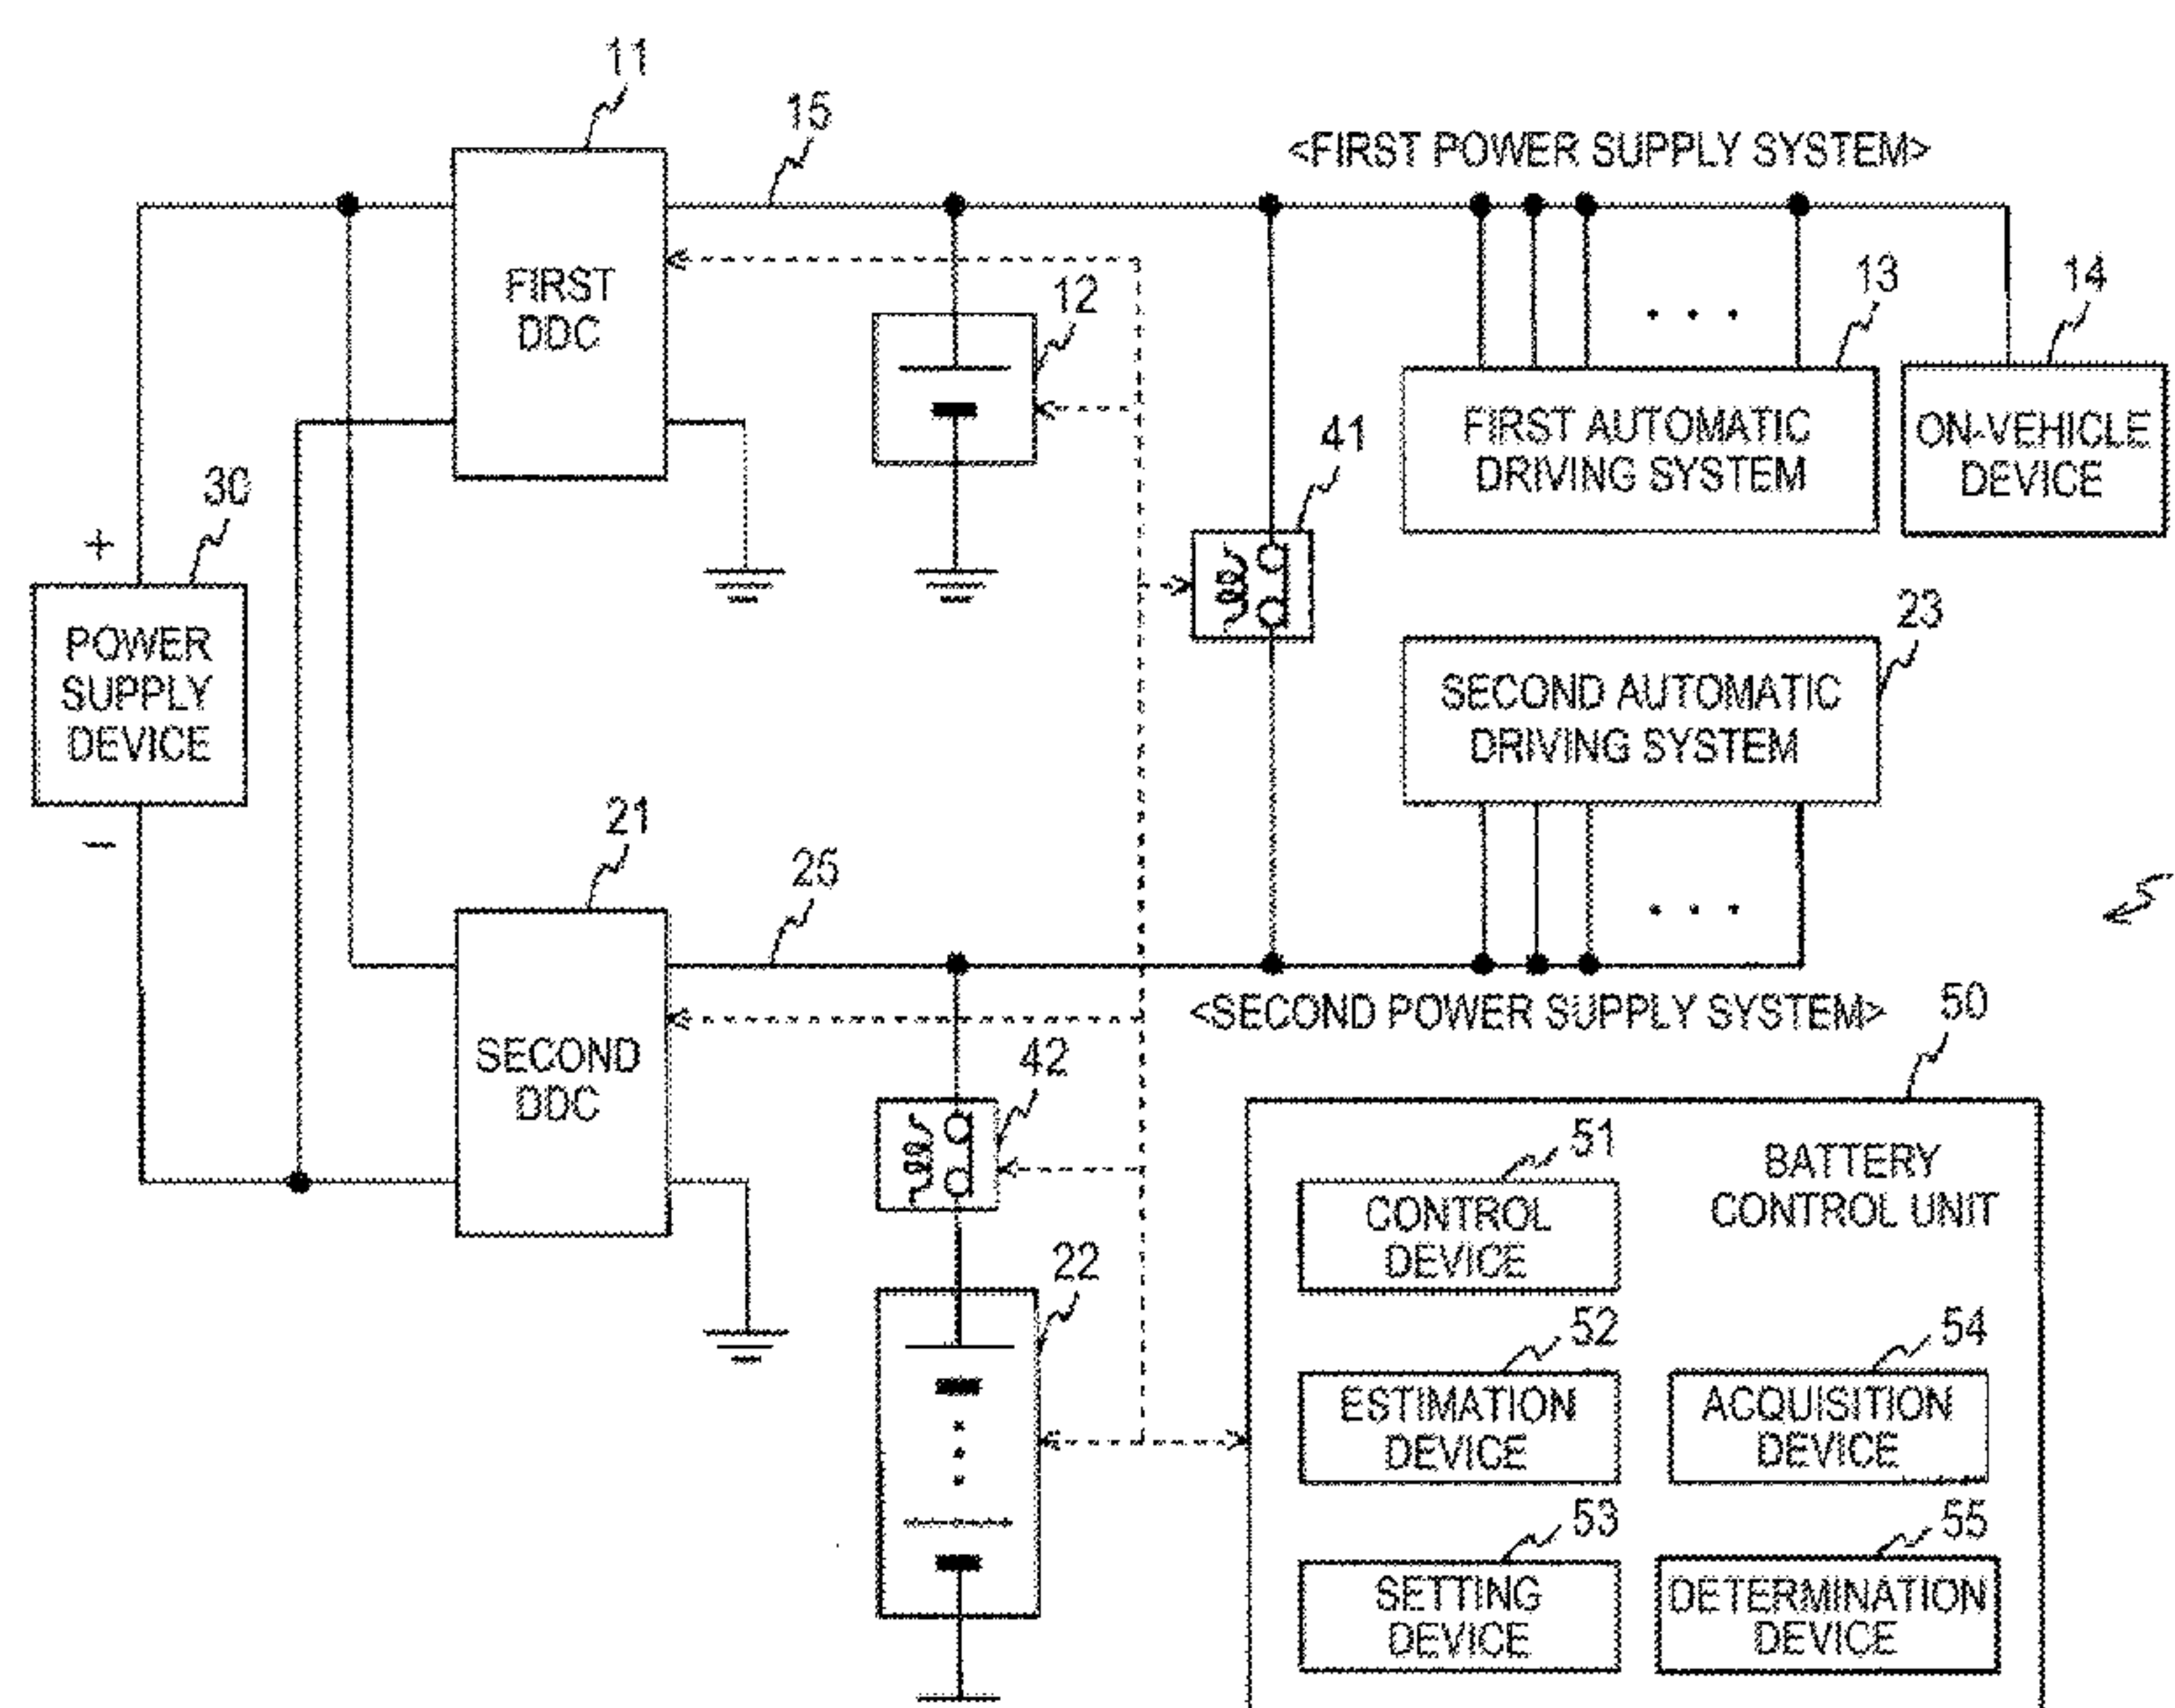 11
15
<FIRST POWER SUPPLY SYSTEM>
FIRST
DDC
12
13
14
FIRST AUTOMATIC
DRIVING SYSTEM
ON-VEHICLE
DEVICE
41
30
+
POWER
SUPPLY
DEVICE
−
23
SECOND AUTOMATIC
DRIVING SYSTEM
21
25
<SECOND POWER SUPPLY SYSTEM>
SECOND
DDC
42
50
BATTERY
CONTROL UNIT
51
CONTROL
DEVICE
22
52
ESTIMATION
DEVICE
54
ACQUISITION
DEVICE
53
SETTING
DEVICE
55
DETERMINATION
DEVICE